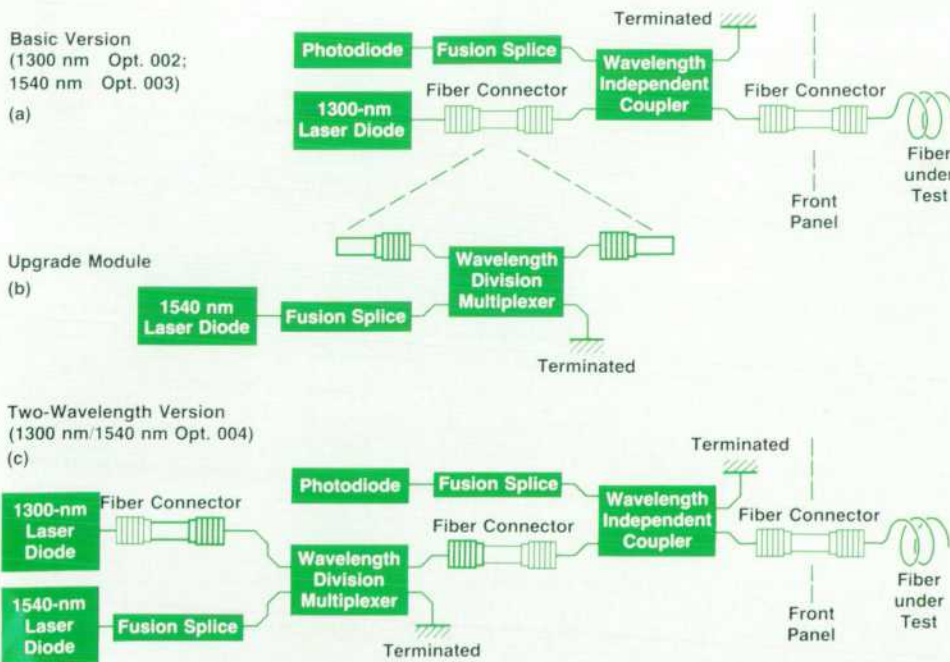 Basic Version
(1300 nm Opt. 002;
1540 nm Opt. 003)
(a)
Terminated
Photodiode
Fusion Splice
Wavelength
Independent
Coupler
Fiber Connector
Fiber Connector
1300-nm
Laser Diode
Fiber
under
Test
Front
Panel
Upgrade Module
(b)
Wavelength
Division
Multiplexer
1540 nm
Laser Diode
Fusion Splice
Terminated
Two-Wavelength Version
(1300 nm/1540 nm Opt. 004)
(c)
Terminated
Photodiode
Fusion Splice
Wavelength
Independent
Coupler
1300-nm
Laser
Diode
Fiber Connector
Fiber Connector
Fiber Connector
Wavelength
Division
Multiplexer
1540-nm
Laser
Diode
Fusion Splice
Terminated
Front
Panel
Fiber
under
Test